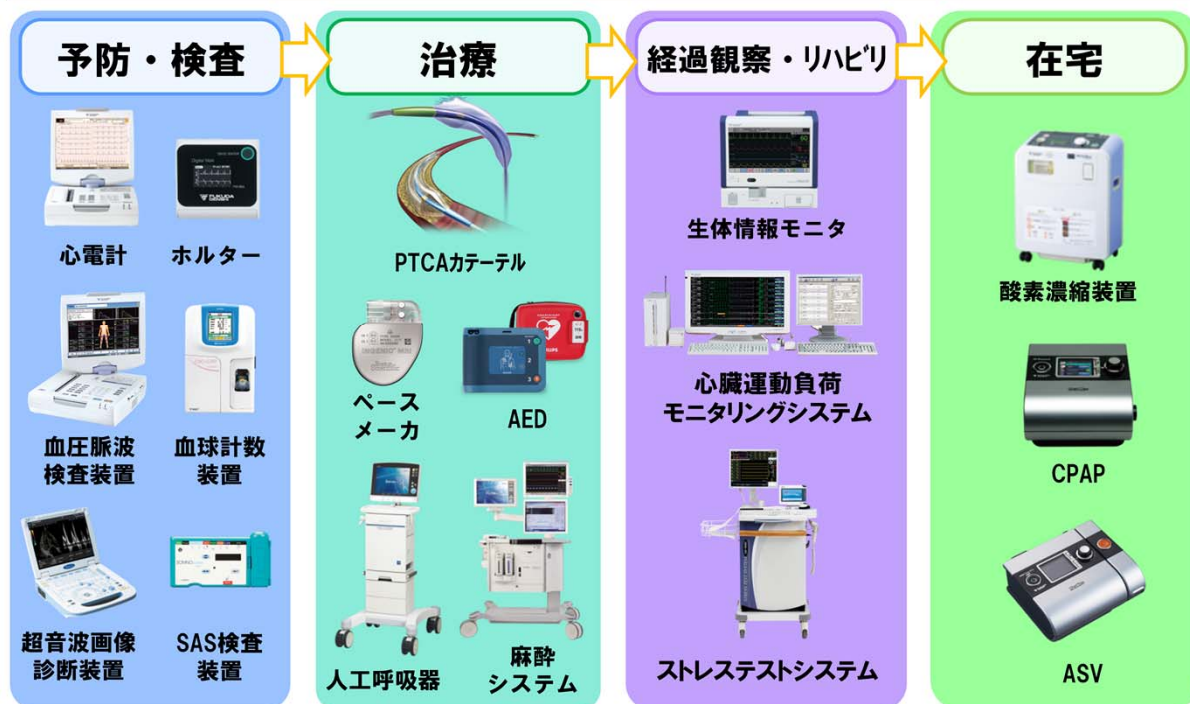 予防・検査
治療
経過観察・リハビリ
在宅
心電計
ホルター
血圧脈波
検査装置
血球計数
装置
超音波画像
診断装置
SAS検査
装置
PTCAカテーテル
ペース
メーカ
AED
人工呼吸器
麻酔
システム
生体情報モニタ
心臓運動負荷
モニタリングシステム
ストレステストシステム
酸素濃縮装置
CPAP
ASV
FUKUDA